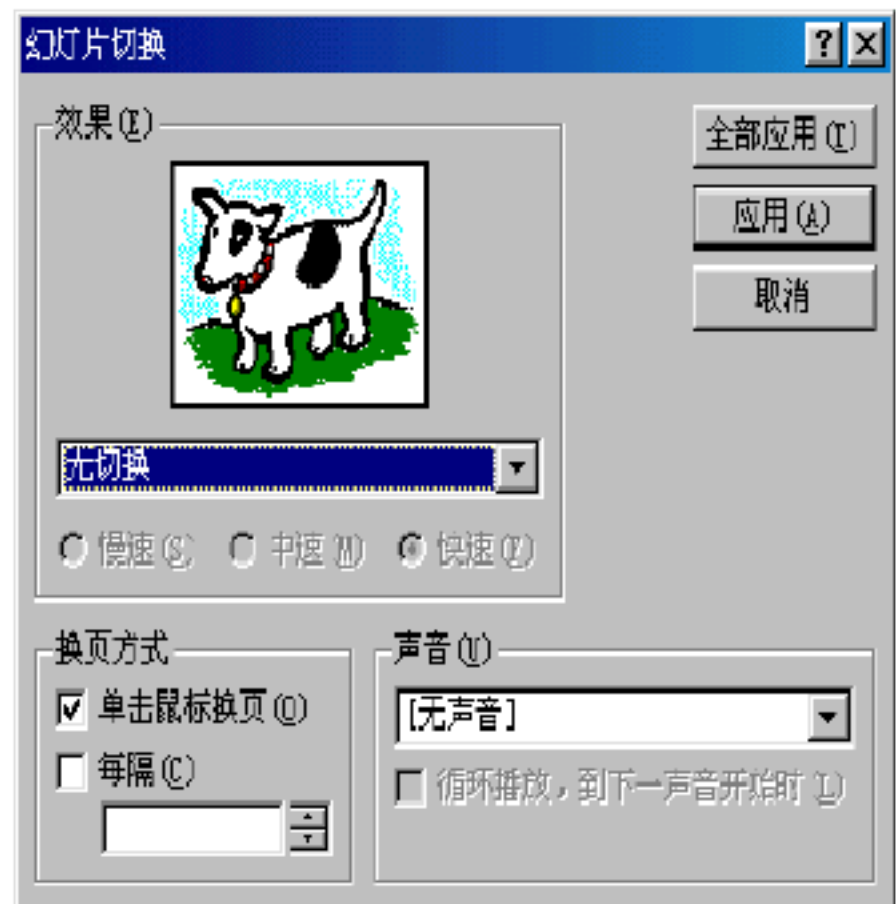 幻灯片切换
效果(E)
全部应用(T)
应用(A)
取消
无切换
慢速(S) 中速(M) 快速(F)
换页方式
单击鼠标换页(O)
每隔(C)
声音(U)
[无声音]
循环播放，到下一声音开始时(L)